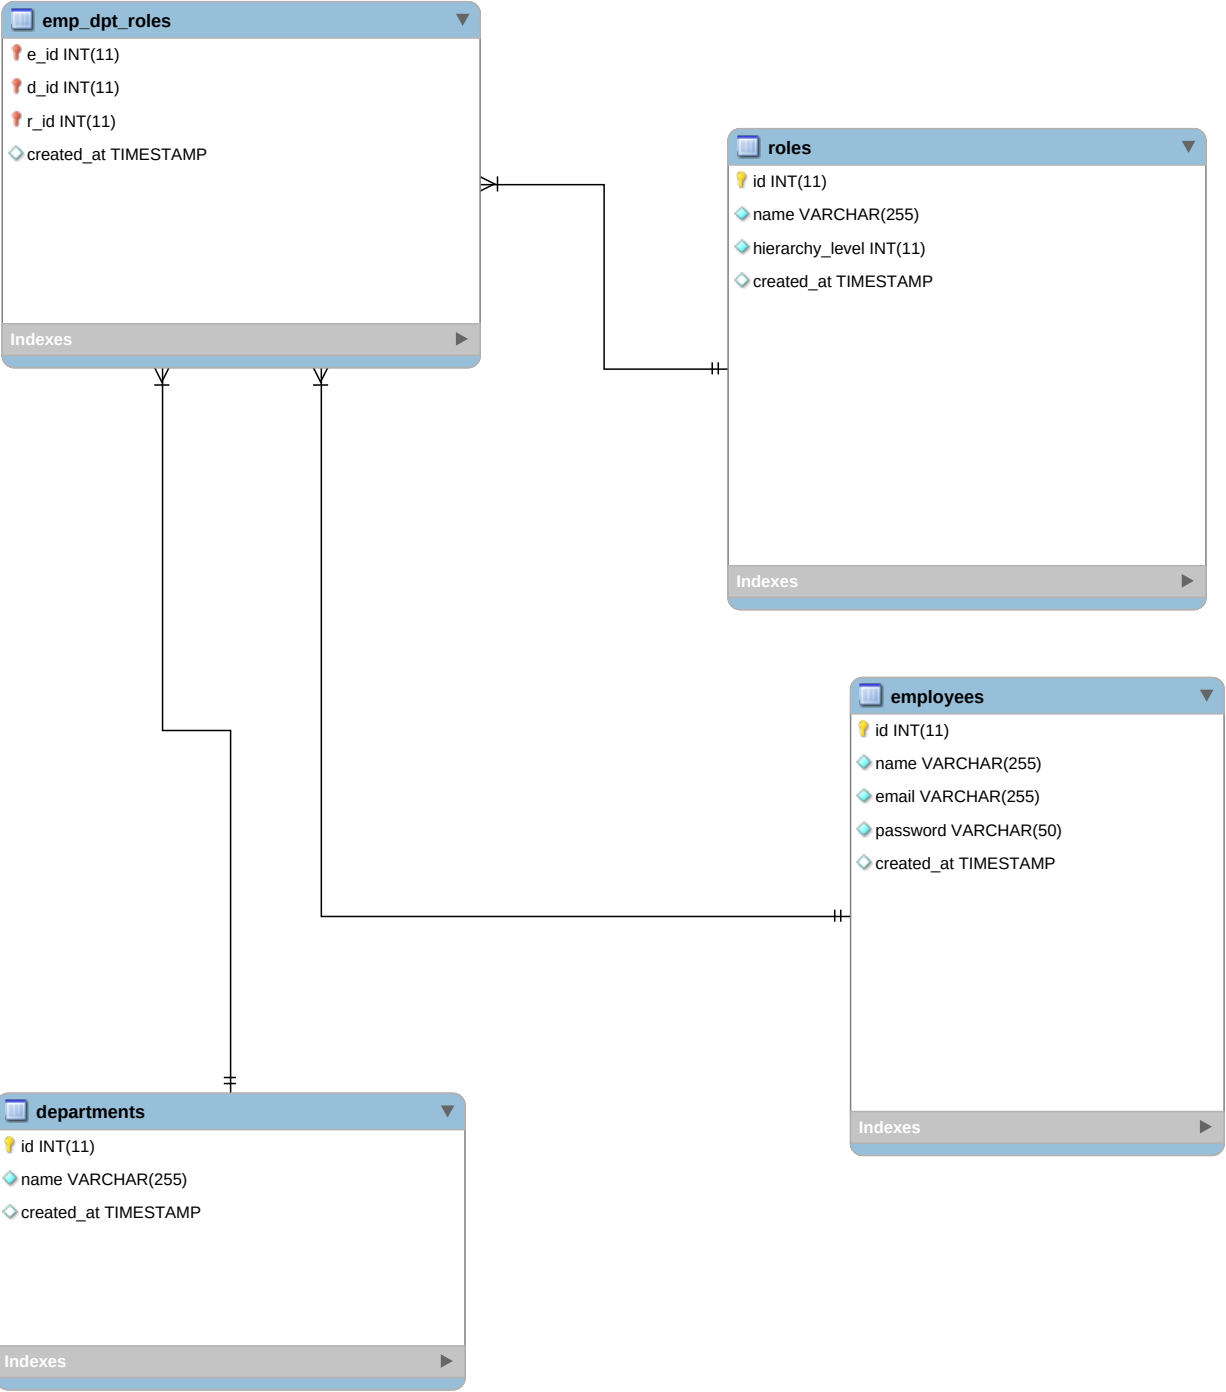 emp_dpt_roles
e_id INT(11)
d_id INT(11)
r_id INT(11)
created_at TIMESTAMP
Indexes
roles
id INT(11)
name VARCHAR(255)
hierarchy_level INT(11)
created_at TIMESTAMP
Indexes
employees
id INT(11)
name VARCHAR(255)
email VARCHAR(255)
password VARCHAR(50)
created_at TIMESTAMP
Indexes
departments
id INT(11)
name VARCHAR(255)
created_at TIMESTAMP
Indexes